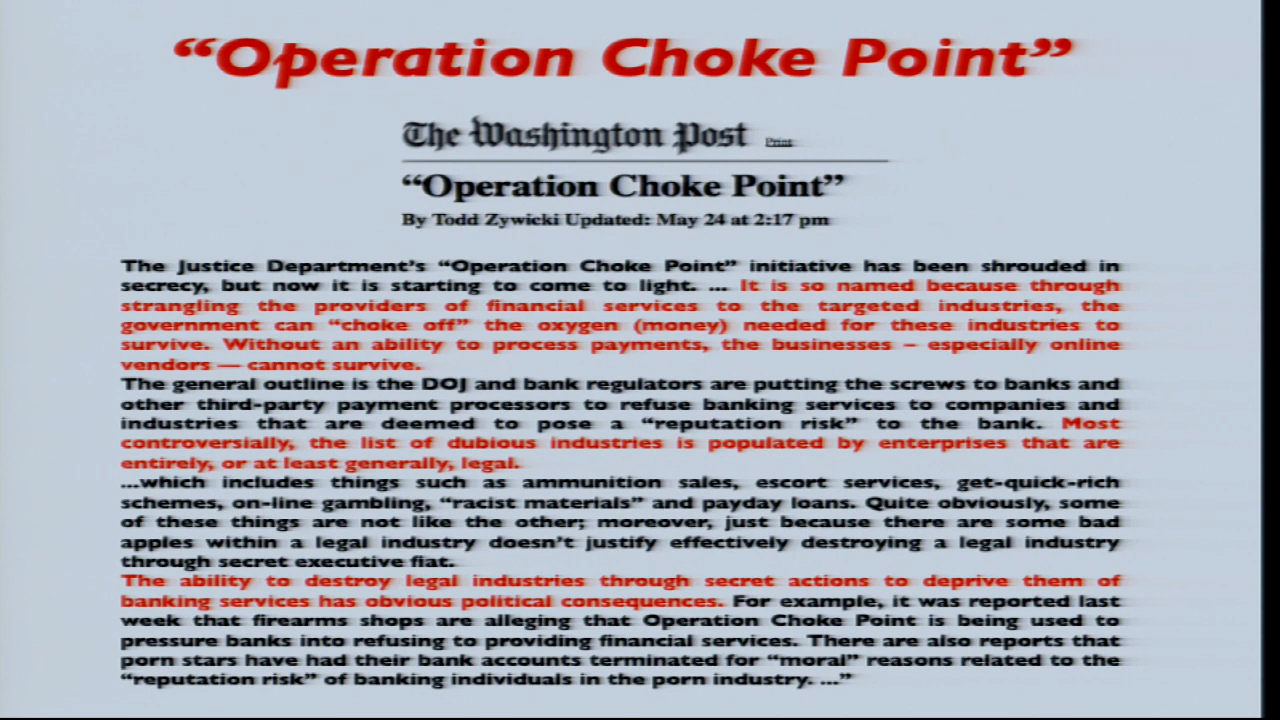 “Operation Choke Point”
The Washington Post Print
“Operation Choke Point”
By Todd Zywicki Updated: May 24 at 2:17 pm
The Justice Department’s “Operation Choke Point” initiative has been shrouded in
secrecy, but now it is starting to come to light. ... It is so named because through
strangling the providers of financial services to the targeted industries, the
government can “choke off” the oxygen (money) needed for these industries to
survive. Without an ability to process payments, the businesses – especially online
vendors — cannot survive.
The general outline is the DOJ and bank regulators are putting the screws to banks and
other third-party payment processors to refuse banking services to companies and
industries that are deemed to pose a “reputation risk” to the bank. Most
controversially, the list of dubious industries is populated by enterprises that are
entirely, or at least generally, legal.
...which includes things such as ammunition sales, escort services, get-quick-rich
schemes, on-line gambling, “racist materials” and payday loans. Quite obviously, some
of these things are not like the other; moreover, just because there are some bad
apples within a legal industry doesn’t justify effectively destroying a legal industry
through secret executive fiat.
The ability to destroy legal industries through secret actions to deprive them of
banking services has obvious political consequences. For example, it was reported last
week that firearms shops are alleging that Operation Choke Point is being used to
pressure banks into refusing to providing financial services. There are also reports that
porn stars have had their bank accounts terminated for “moral” reasons related to the
“reputation risk” of banking individuals in the porn industry. ...”